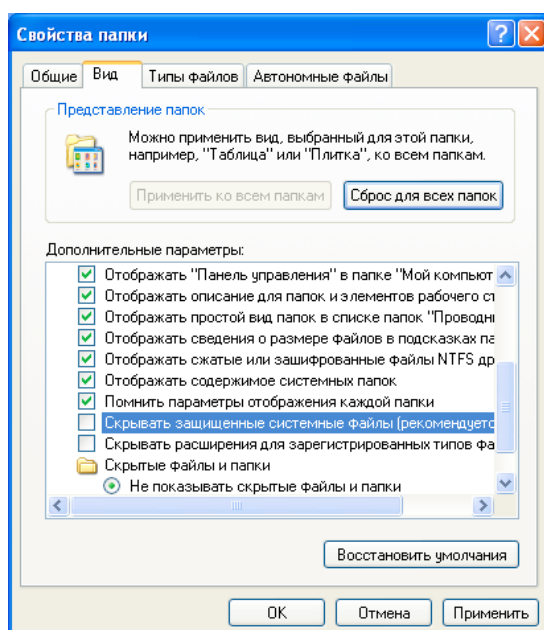 Свойства папки
Общие Вид Типы файлов Автономные файлы
Представление папок
Можно применить вид, выбранный для этой папки,
например, "Таблица" или "Плитка", ко всем папкам.
Применить ко всем папкам Сброс для всех папок
Дополнительные параметры:
Отображать "Панель управления" в папке "Мой компьют
Отображать описание для папок и элементов рабочего ст
Отображать простой вид папок в списке папок "Проводни
Отображать сведения о размере файлов в подсказках па
Отображать сжатые или зашифрованные файлы NTFS др
Отображать содержимое системных папок
Помнить параметры отображения каждой папки
Скрывать защищенные системные файлы (рекомендуетс
Скрывать расширения для зарегистрированных типов фа
Скрытые файлы и папки
Не показывать скрытые файлы и папки
Восстановить умолчания
ОК Отмена Применить